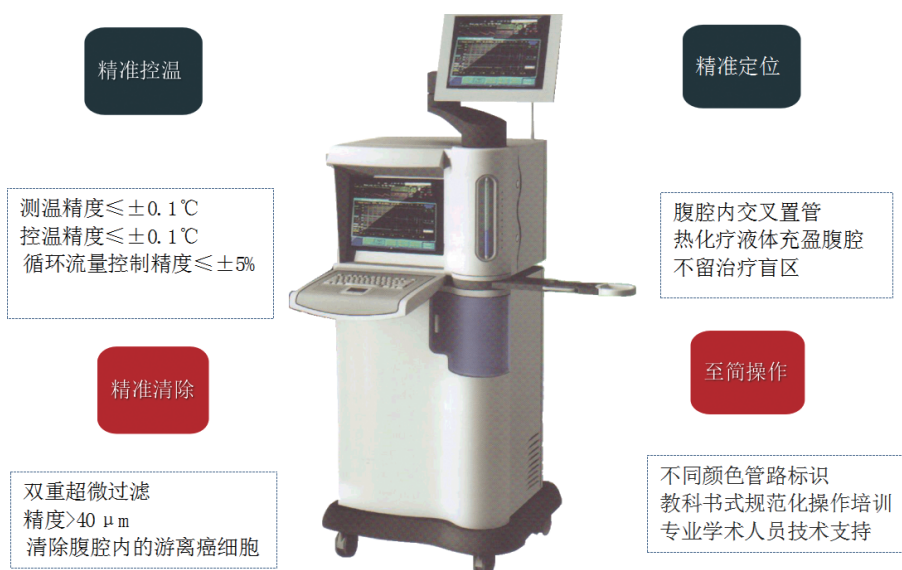 精准控温
测温精度≤±0.1℃
控温精度≤±0.1℃
循环流量控制精度≤±5%
精准定位
腹腔内交叉置管
热化疗液体充盈腹腔
不留治疗盲区
精准清除
双重超微过滤
精度>40μm
清除腹腔内的游离癌细胞
至简操作
不同颜色管路标识
教科书式规范化操作培训
专业学术人员技术支持